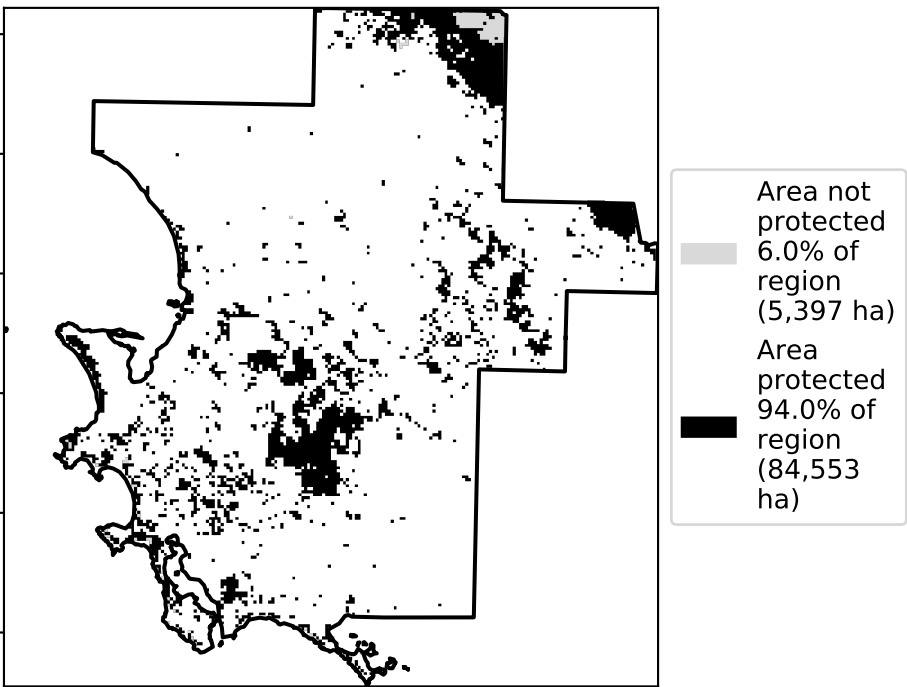 Area not
protected
6.0% of
region
(5,397 ha)
Area
protected
94.0% of
region
(84,553
ha)